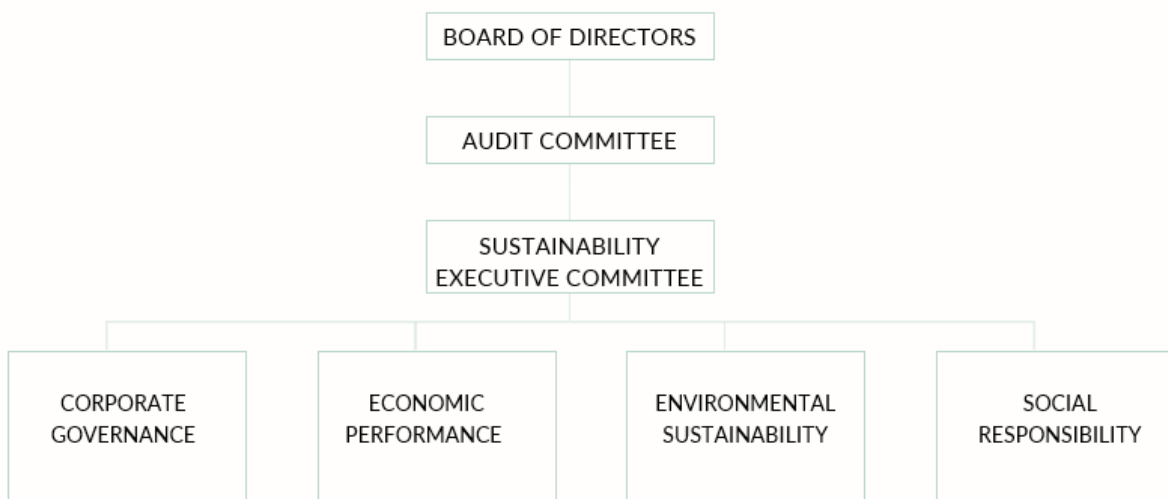 BOARD OF DIRECTORS
AUDIT COMMITTEE
SUSTAINABILITY
EXECUTIVE COMMITTEE
CORPORATE
GOVERNANCE
ECONOMIC
PERFORMANCE
ENVIRONMENTAL
SUSTAINABILITY
SOCIAL
RESPONSIBILITY